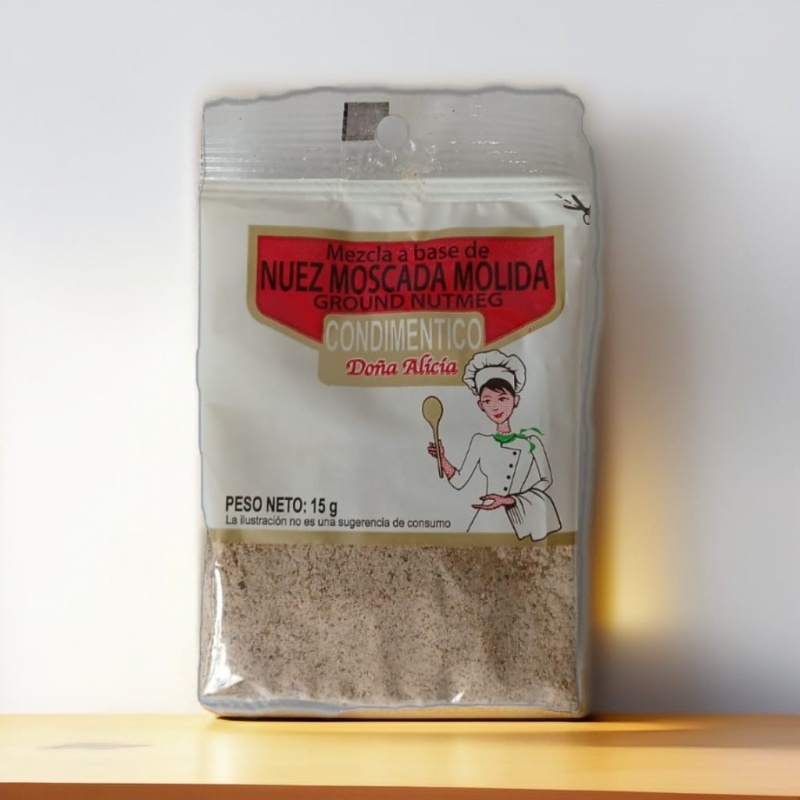 Mezcla a base de
NUEZ MOSCADA MOLIDA
GROUND NUTMEG
CONDIMENTICO
Doña Alicia
PESO NETO: 15 g
La ilustración no es una sugerencia de consumo